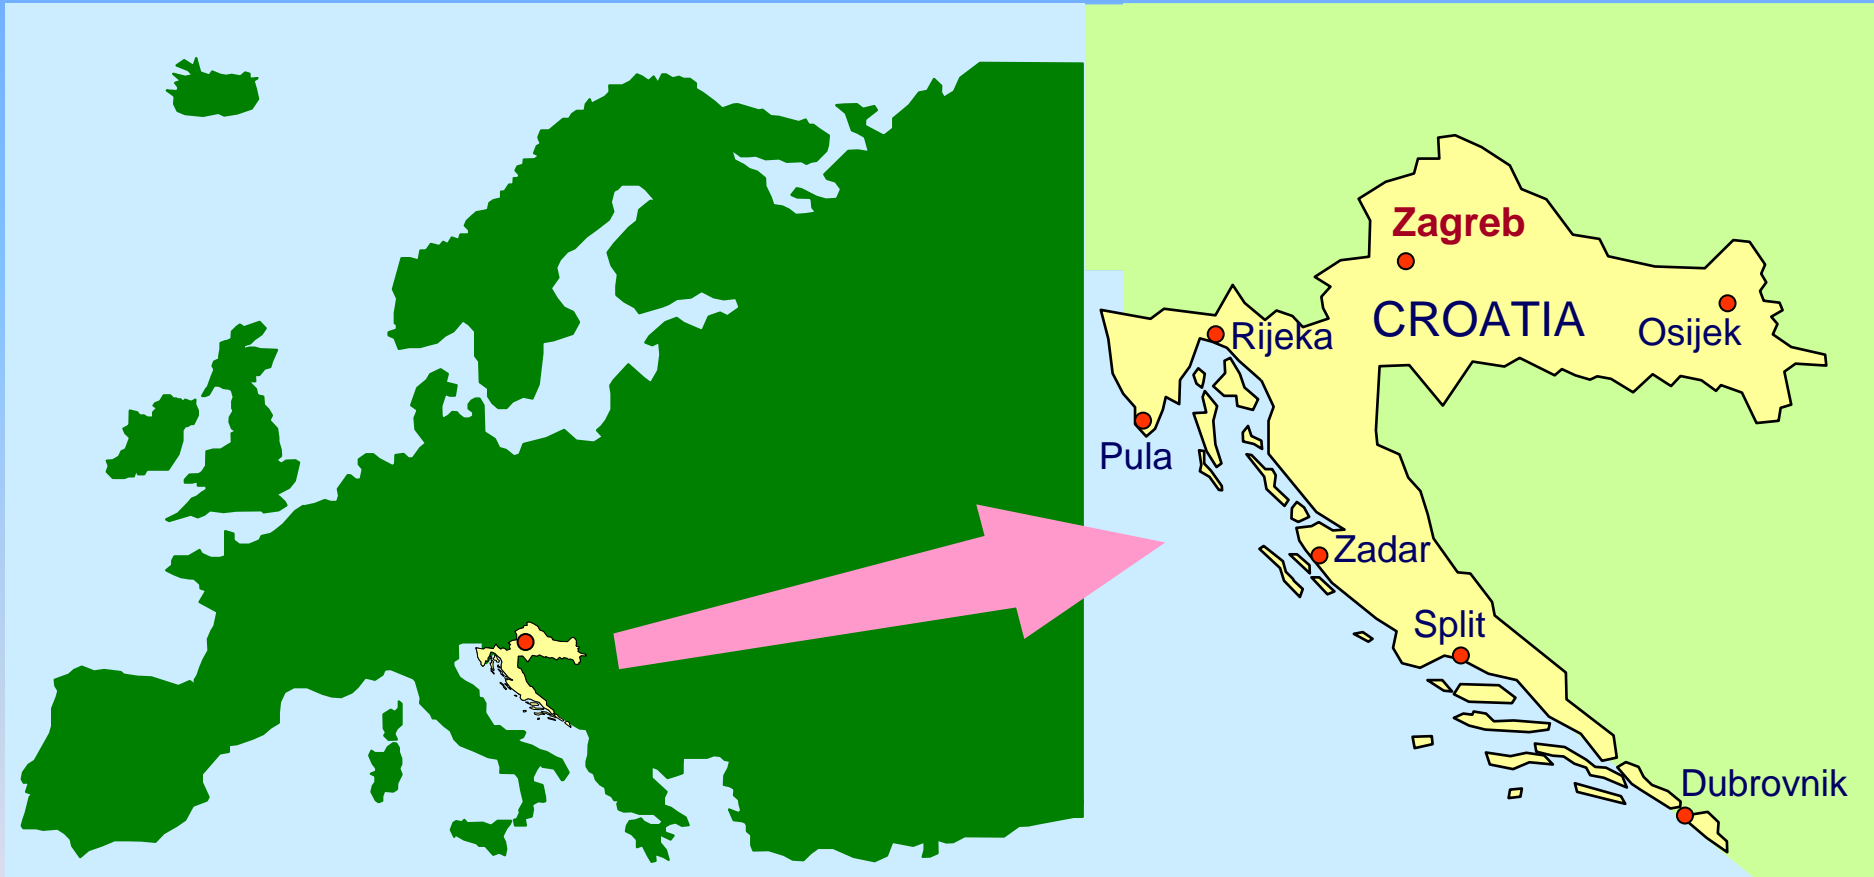 Zagreb
CROATIA
Osijek
Rijeka
Pula
Zadar
Split
Dubrovnik